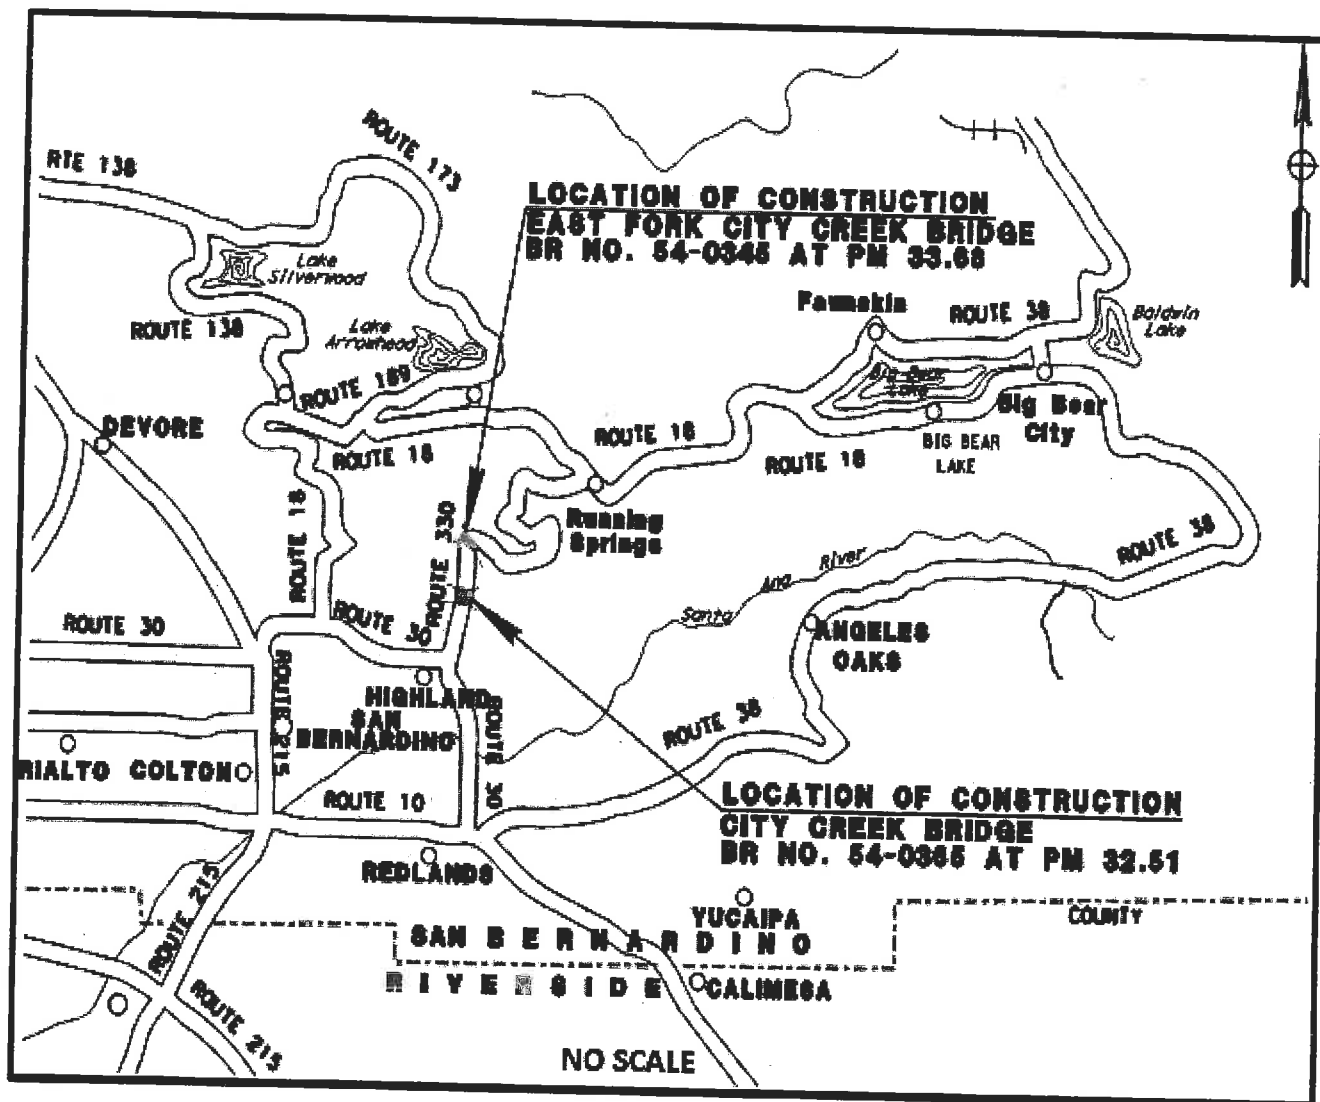 RTE 138
ROUTE 173
LOCATION OF CONSTRUCTION
EAST FORK CITY CREEK BRIDGE
BR NO. 54-0345 AT PM 33.68
Lake
Silverwood
Fawnskin
ROUTE 38
Baldwin
Lake
ROUTE 138
Lake
Arrowhead
ROUTE 189
Big Bear
Lake
Big Bear
City
DEVORE
ROUTE 18
ROUTE 18
ROUTE 18
BIG BEAR
LAKE
ROUTE 18
ROUTE 330
Running
Springs
ROUTE 38
Santa Ana River
ROUTE 30
ROUTE 30
ANGELES
OAKS
HIGHLAND
SAN
BERNARDINO
ROUTE 215
ROUTE 30
ROUTE 38
RIALTO COLTON
ROUTE 10
LOCATION OF CONSTRUCTION
CITY CREEK BRIDGE
BR NO. 54-0365 AT PM 32.51
REDLANDS
ROUTE 215
YUCAIPA
COUNTY
SAN BERNARDINO
RIVERSIDE
CALIMESA
ROUTE 215
NO SCALE